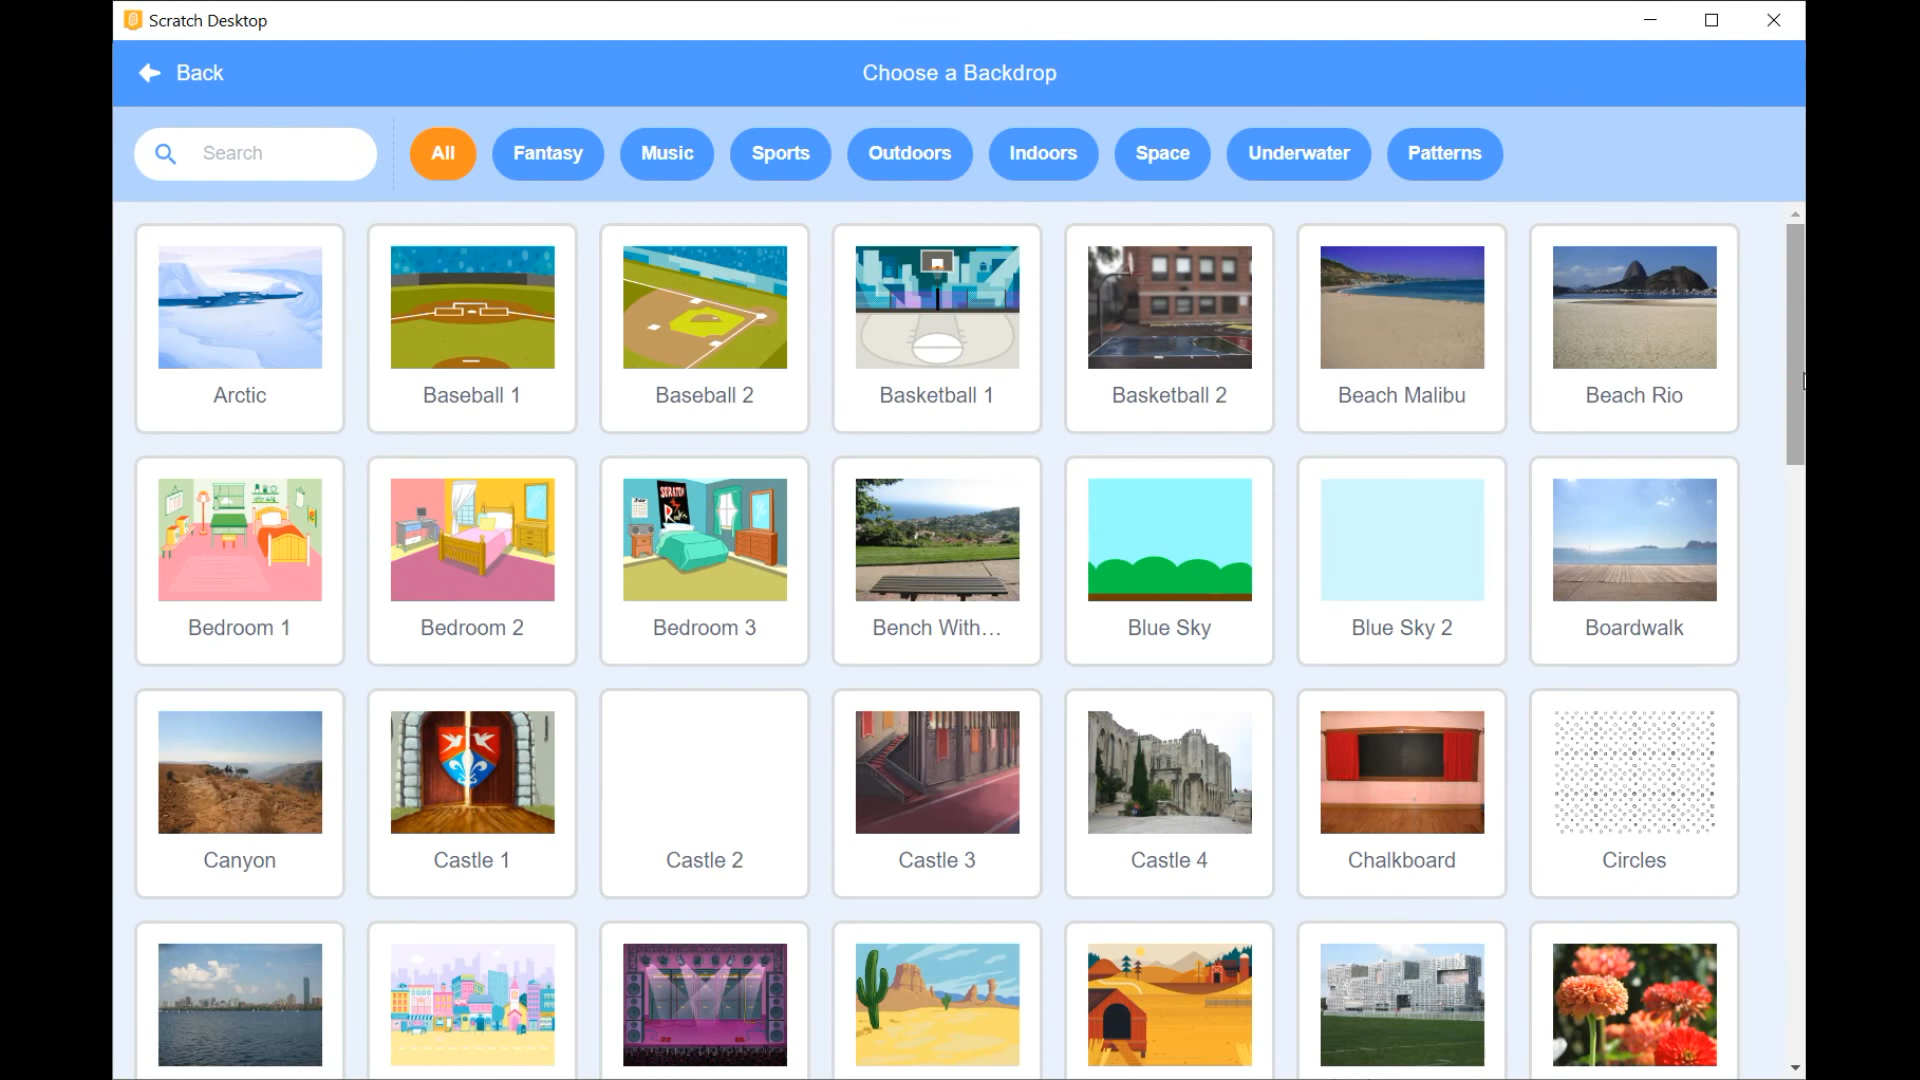 Scratch Desktop
Back
Choose a Backdrop
Search
All
Fantasy
Music
Sports
Outdoors
Indoors
Space
Underwater
Patterns
Arctic
Baseball 1
Baseball 2
Basketball 1
Basketball 2
Beach Malibu
Beach Rio
SCRATCH
Bedroom 1
Bedroom 2
Bedroom 3
Bench With...
Blue Sky
Blue Sky 2
Boardwalk
Canyon
Castle 1
Castle 2
Castle 3
Castle 4
Chalkboard
Circles